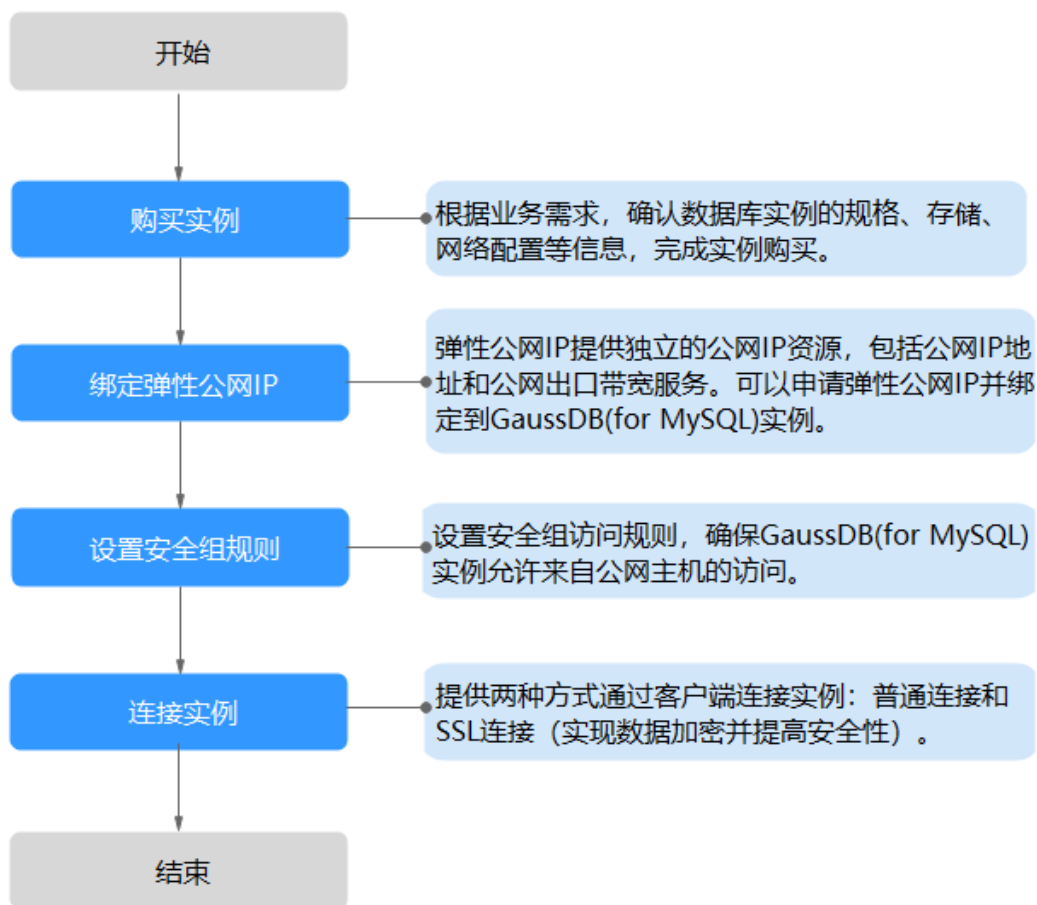 开始
购买实例
根据业务需求，确认数据库实例的规格、存储、
网络配置等信息，完成实例购买。
绑定弹性公网IP
弹性公网IP提供独立的公网IP资源，包括公网IP地
址和公网出口带宽服务。可以申请弹性公网IP并绑
定到GaussDB(for MySQL)实例。
设置安全组规则
设置安全组访问规则，确保GaussDB(for MySQL)
实例允许来自公网主机的访问。
连接实例
提供两种方式通过客户端连接实例：普通连接和
SSL连接（实现数据加密并提高安全性）。
结束